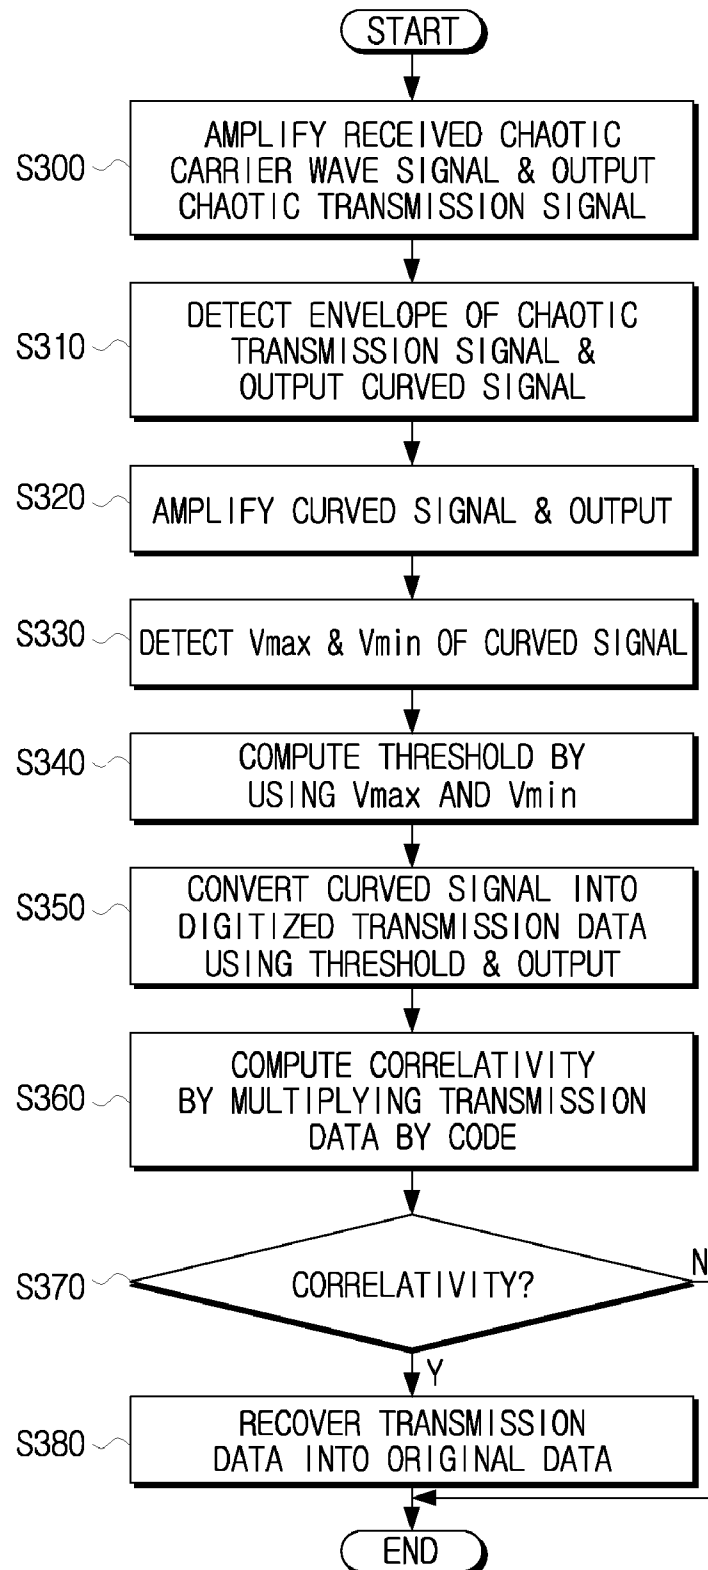 START
S300
AMPLIFY RECEIVED CHAOTIC
CARRIER WAVE SIGNAL & OUTPUT
CHAOTIC TRANSMISSION SIGNAL
S310
DETECT ENVELOPE OF CHAOTIC
TRANSMISSION SIGNAL &
OUTPUT CURVED SIGNAL
S320
AMPLIFY CURVED SIGNAL & OUTPUT
S330
DETECT Vmax & Vmin OF CURVED SIGNAL
S340
COMPUTE THRESHOLD BY
USING Vmax AND Vmin
S350
CONVERT CURVED SIGNAL INTO
DIGITIZED TRANSMISSION DATA
USING THRESHOLD & OUTPUT
S360
COMPUTE CORRELATIVITY
BY MULTIPLYING TRANSMISSION
DATA BY CODE
S370
CORRELATIVITY?
N
Y
S380
RECOVER TRANSMISSION
DATA INTO ORIGINAL DATA
END